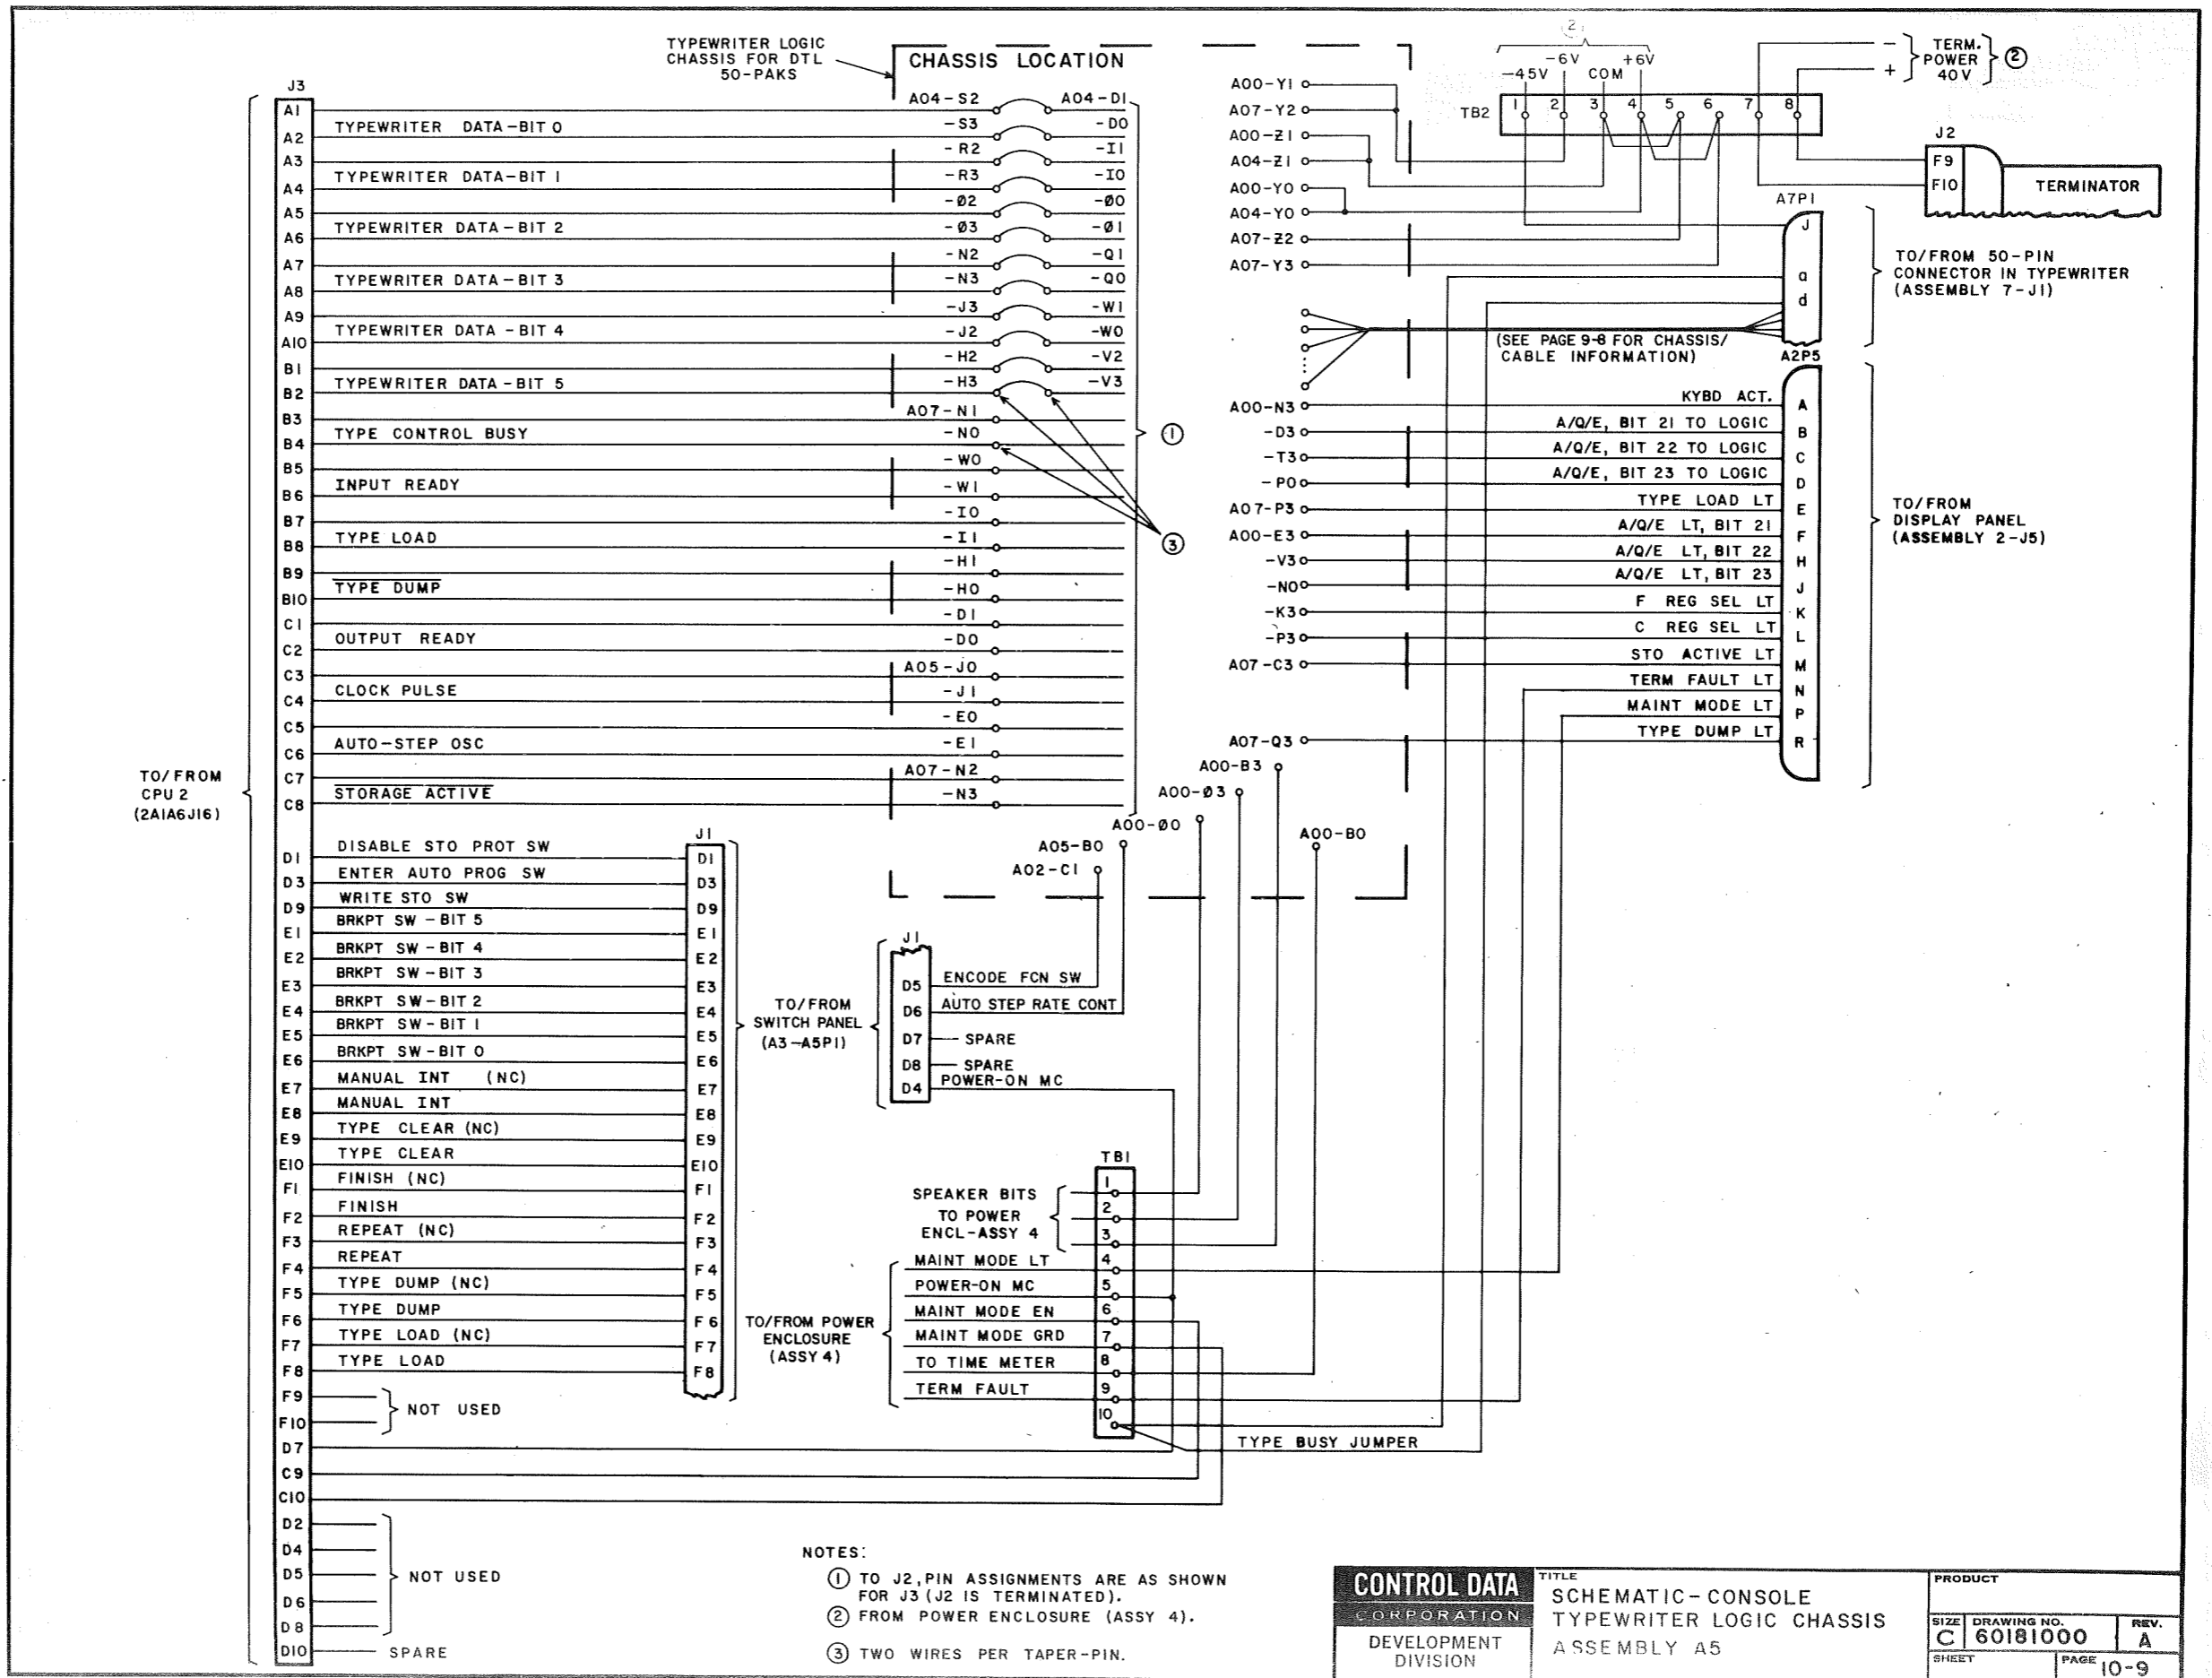 TYPEWRITER LOGIC
CHASSIS FOR DTL
50-PAKS
CHASSIS LOCATION
J3
A1
A2
A3
A4
A5
A6
A7
A8
A9
A10
B1
B2
B3
B4
B5
B6
B7
B8
B9
B10
C1
C2
C3
C4
C5
C6
C7
C8
TYPEWRITER DATA-BIT 0
TYPEWRITER DATA-BIT 1
TYPEWRITER DATA-BIT 2
TYPEWRITER DATA-BIT 3
TYPEWRITER DATA-BIT 4
TYPEWRITER DATA-BIT 5
TYPE CONTROL BUSY
INPUT READY
TYPE LOAD
TYPE DUMP
OUTPUT READY
CLOCK PULSE
AUTO-STEP OSC
STORAGE ACTIVE
A04-S2 A04-D1
-S3 -D0
-R2 -I1
-R3 -I0
-Ø2 -Ø0
-Ø3 -Ø1
-N2 -Q1
-N3 -Q0
-J3 -W1
-J2 -W0
-H2 -V2
-H3 -V3
A07-N1
-N0
-W0
-W1
-I0
-I1
-H1
-H0
-D1
-D0
A05-J0
-J1
-E0
-E1
A07-N2
-N3
①
③
TO/FROM
CPU 2
(2A1A6J16)
D1 DISABLE STO PROT SW D1
D3 ENTER AUTO PROG SW D3
D9 WRITE STO SW D9
E1 BRKPT SW-BIT 5 E1
E2 BRKPT SW-BIT 4 E2
E3 BRKPT SW-BIT 3 E3
E4 BRKPT SW-BIT 2 E4
E5 BRKPT SW-BIT 1 E5
E6 BRKPT SW-BIT 0 E6
E7 MANUAL INT (NC) E7
E8 MANUAL INT E8
E9 TYPE CLEAR (NC) E9
E10 TYPE CLEAR E10
F1 FINISH (NC) F1
F2 FINISH F2
F3 REPEAT (NC) F3
F4 REPEAT F4
F5 TYPE DUMP (NC) F5
F6 TYPE DUMP F6
F7 TYPE LOAD (NC) F7
F8 TYPE LOAD F8
J1
F9
F10
NOT USED
D7
C9
C10
D2
D4
D5
D6
D8
NOT USED
D10 SPARE
TO/FROM
SWITCH PANEL
(A3-A5P1)
J1
D5 ENCODE FCN SW
D6 AUTO STEP RATE CONT
D7 SPARE
D8 SPARE
D4 POWER-ON MC
A02-C1
A05-B0
A00-Ø0
A00-Ø3
A00-B3
A00-B0
TB1
1
2
3
4
5
6
7
8
9
10
SPEAKER BITS
TO POWER
ENCL-ASSY 4
MAINT MODE LT
POWER-ON MC
MAINT MODE EN
MAINT MODE GRD
TO TIME METER
TERM FAULT
TO/FROM POWER
ENCLOSURE
(ASSY 4)
TYPE BUSY JUMPER
A00-Y1
A07-Y2
A00-Z1
A04-Z1
A00-Y0
A04-Y0
A07-Z2
A07-Y3
②
-45V
-6V
COM
+6V
TB2 1 2 3 4 5 6 7 8
-
+
TERM.
POWER
40V
②
J2
F9
F10
TERMINATOR
A7P1
J
a
d
TO/FROM 50-PIN
CONNECTOR IN TYPEWRITER
(ASSEMBLY 7-J1)
(SEE PAGE 9-8 FOR CHASSIS/
CABLE INFORMATION)
A2P5
A00-N3 KYBD ACT. A
-D3 A/Q/E, BIT 21 TO LOGIC B
-T3 A/Q/E, BIT 22 TO LOGIC C
-P0 A/Q/E, BIT 23 TO LOGIC D
A07-P3 TYPE LOAD LT E
A00-E3 A/Q/E LT, BIT 21 F
-V3 A/Q/E LT, BIT 22 H
-N0 A/Q/E LT, BIT 23 J
-K3 F REG SEL LT K
-P3 C REG SEL LT L
A07-C3 STO ACTIVE LT M
TERM FAULT LT N
MAINT MODE LT P
A07-Q3 TYPE DUMP LT R
TO/FROM
DISPLAY PANEL
(ASSEMBLY 2-J5)
NOTES:
① TO J2, PIN ASSIGNMENTS ARE AS SHOWN
FOR J3 (J2 IS TERMINATED).
② FROM POWER ENCLOSURE (ASSY 4).
③ TWO WIRES PER TAPER-PIN.
CONTROL DATA
CORPORATION
DEVELOPMENT
DIVISION
TITLE
SCHEMATIC-CONSOLE
TYPEWRITER LOGIC CHASSIS
ASSEMBLY A5
PRODUCT
SIZE DRAWING NO. REV.
C 60181000 A
SHEET PAGE 10-9